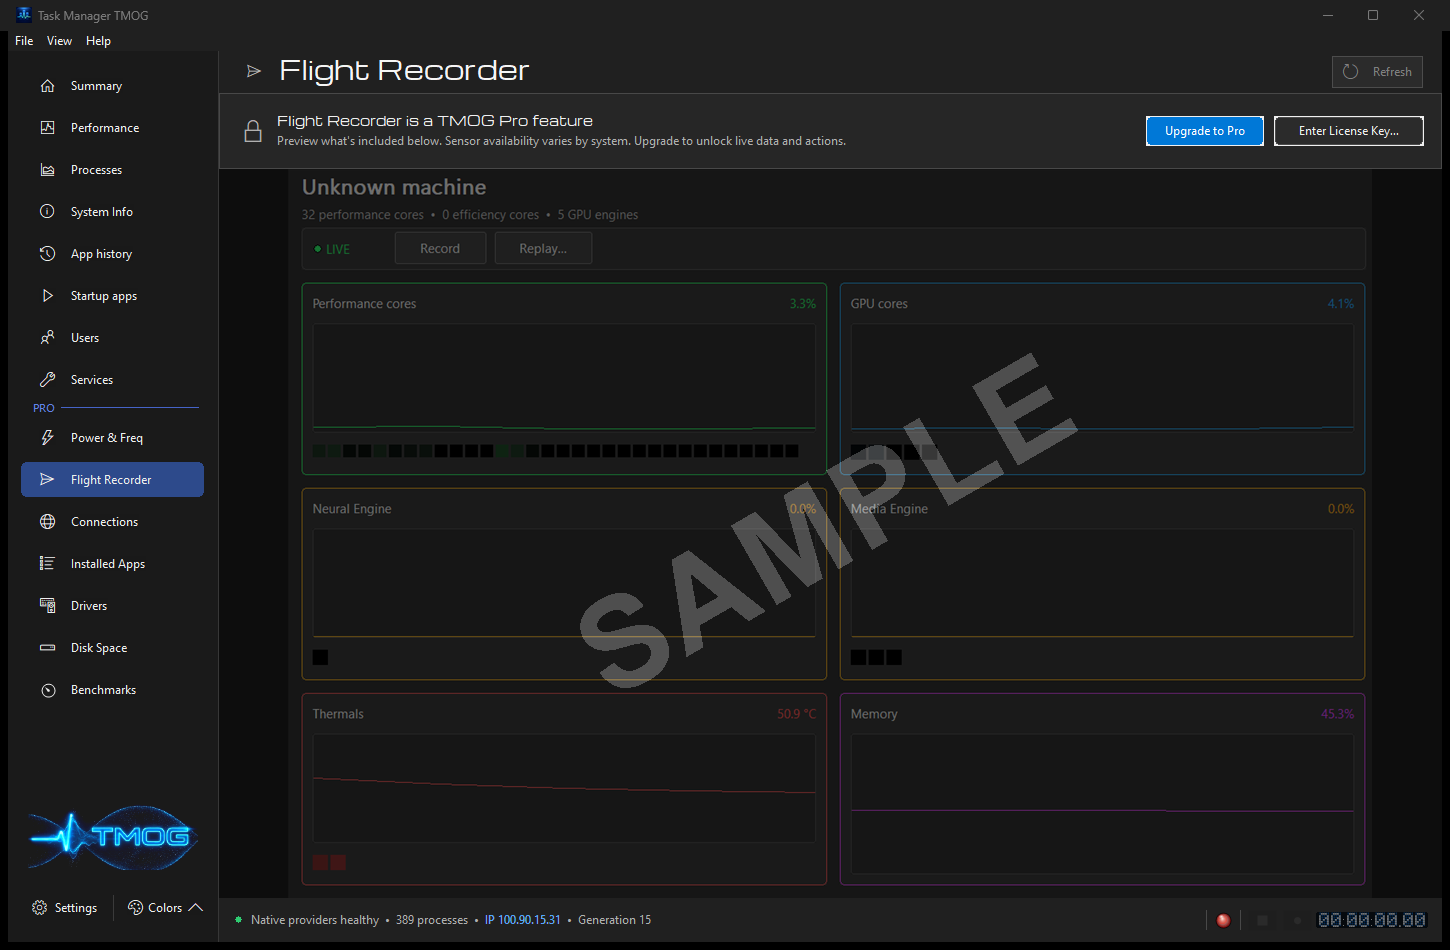 Task Manager TMOG
File View Help
Summary
Performance
Processes
System Info
App history
Startup apps
Users
Services
PRO
Power & Freq
Flight Recorder
Connections
Installed Apps
Drivers
Disk Space
Benchmarks
TMOG
Settings
Colors
Flight Recorder
Refresh
Flight Recorder is a TMOG Pro feature
Preview what's included below. Sensor availability varies by system. Upgrade to unlock live data and actions.
Upgrade to Pro
Enter License Key...
Unknown machine
32 performance cores • 0 efficiency cores • 5 GPU engines
LIVE
Record
Replay...
Performance cores 3.3%
GPU cores 4.1%
Neural Engine 0.0%
Media Engine 0.0%
Thermals 50.9 °C
Memory 45.3%
SAMPLE
Native providers healthy • 389 processes • IP 100.90.15.31 • Generation 15
00:00:00.00